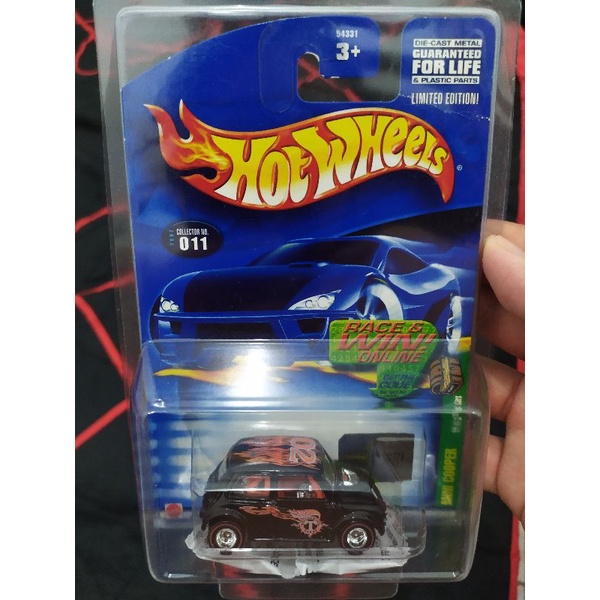 54331
3+
DIE-CAST METAL
GUARANTEED
FOR LIFE
& PLASTIC PARTS
LIMITED EDITION!
HOT WHEELS
®
COLLECTOR NO.
011
RACE &
WIN!
ONLINE
MINI COOPER
02